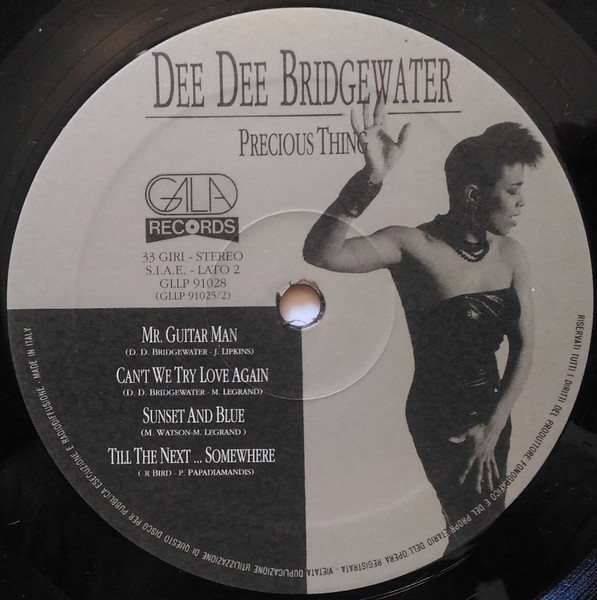 DEE DEE BRIDGEWATER
PRECIOUS THING
GALA
RECORDS
33 GIRI - STEREO
S.I.A.E. - LATO 2
GLLP 91028
(GLLP 91025/2)
MR. GUITAR MAN
(D. D. BRIDGEWATER - J. LIPKINS)
CAN'T WE TRY LOVE AGAIN
(D. D. BRIDGEWATER - M. LEGRAND)
SUNSET AND BLUE
(M. WATSON-M. LEGRAND )
TILL THE NEXT ... SOMEWHERE
( R BIRD - P. PAPADIAMANDIS)
RISERVATI TUTTI I DIRITTI DEL PRODUTTORE FONOGRAFICO E DEL PROPRIETARIO DELL'OPERA REGISTRATA - VIETATA DUPLICAZIONE UTILIZZAZIONE DI QUESTO DISCO PER PUBBLICA ESECUZIONE E RADIODIFFUSIONE - MADE IN ITALY